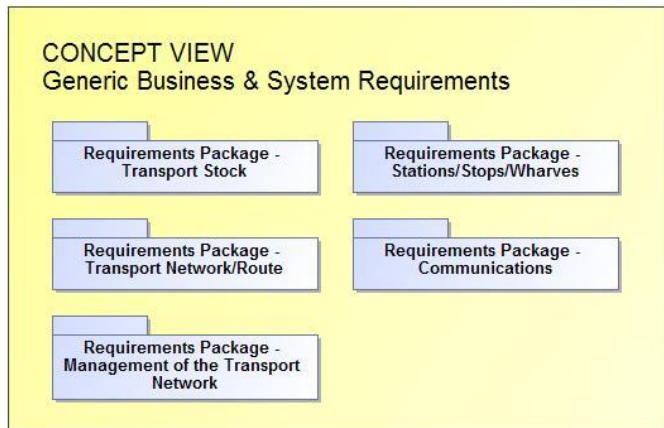 CONCEPT VIEW
Generic Business & System Requirements
Requirements Package -
Transport Stock
Requirements Package -
Stations/Stops/Wharves
Requirements Package -
Transport Network/Route
Requirements Package -
Communications
Requirements Package -
Management of the Transport
Network